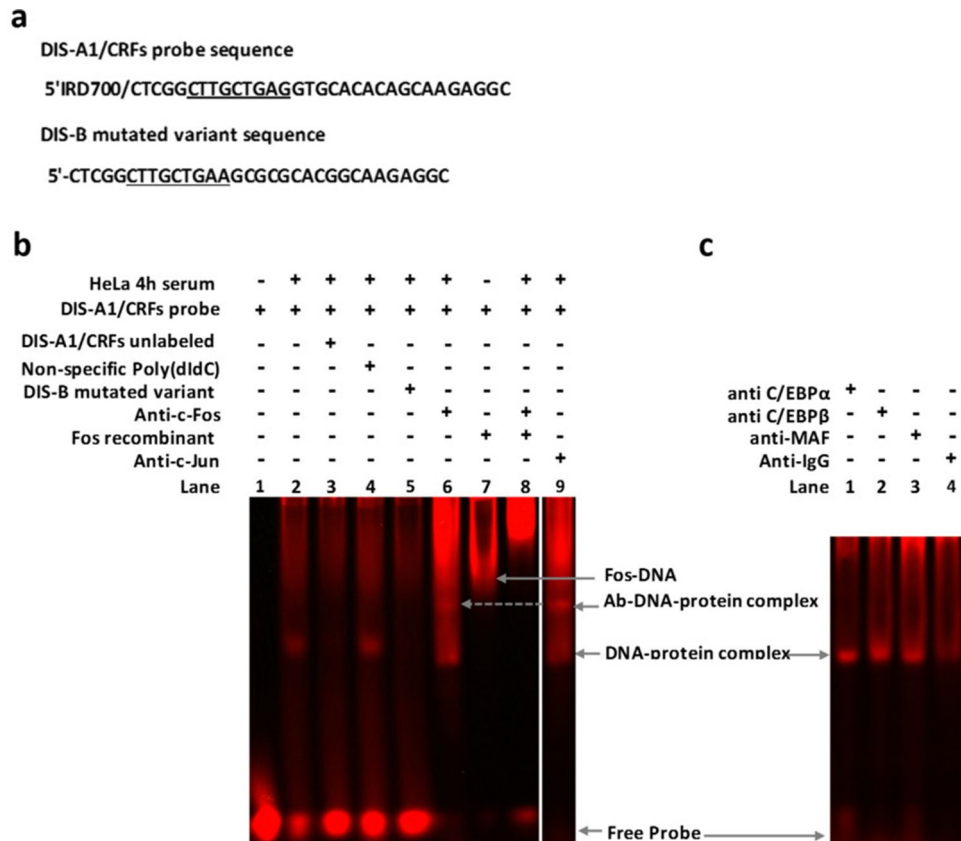 a
DIS-A1/CRFs probe sequence
5'IRD700/CTCGGCTTGCTGAGGTGCACACAGCAAGAGGC
DIS-B mutated variant sequence
5'-CTCGGCTTGCTGAAGCGCGCACGGCAAGAGGC
b
HeLa 4h serum - + + + + + - + +
DIS-A1/CRFs probe + + + + + + + + +
DIS-A1/CRFs unlabeled - - + - - - - - -
Non-specific Poly(dIdC) - - - + - - - - -
DIS-B mutated variant - - - - + - - - -
Anti-c-Fos - - - - - + - + -
Fos recombinant - - - - - - + + -
Anti-c-Jun - - - - - - - - +
Lane 1 2 3 4 5 6 7 8 9
Fos-DNA
Ab-DNA-protein complex
DNA-protein complex
Free Probe
c
anti C/EBPα + - - -
anti C/EBPβ - + - -
anti-MAF - - + -
Anti-IgG - - - +
Lane 1 2 3 4